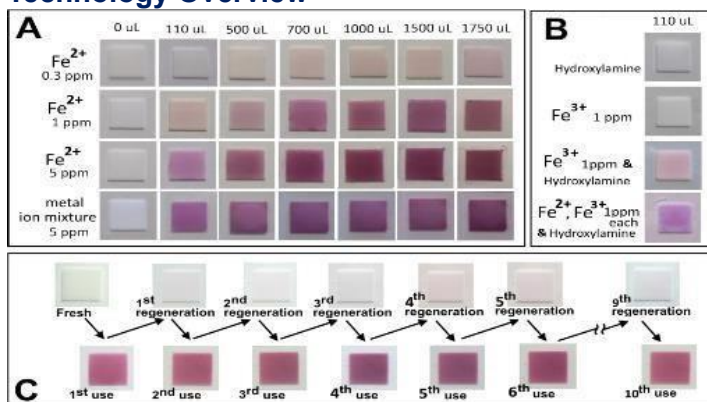 Technology Overview
A
0 uL 110 uL 500 uL 700 uL 1000 uL 1500 uL 1750 uL
Fe2+
0.3 ppm
Fe2+
1 ppm
Fe2+
5 ppm
metal
ion mixture
5 ppm
B
110 uL
Hydroxylamine
Fe3+ 1 ppm
Fe3+ 1ppm &
Hydroxylamine
Fe2+, Fe3+ 1ppm
each
& Hydroxylamine
C
Fresh
1st regeneration
2nd regeneration
3rd regeneration
4th regeneration
5th regeneration
9th regeneration
1st use
2nd use
3rd use
4th use
5th use
6th use
10th use